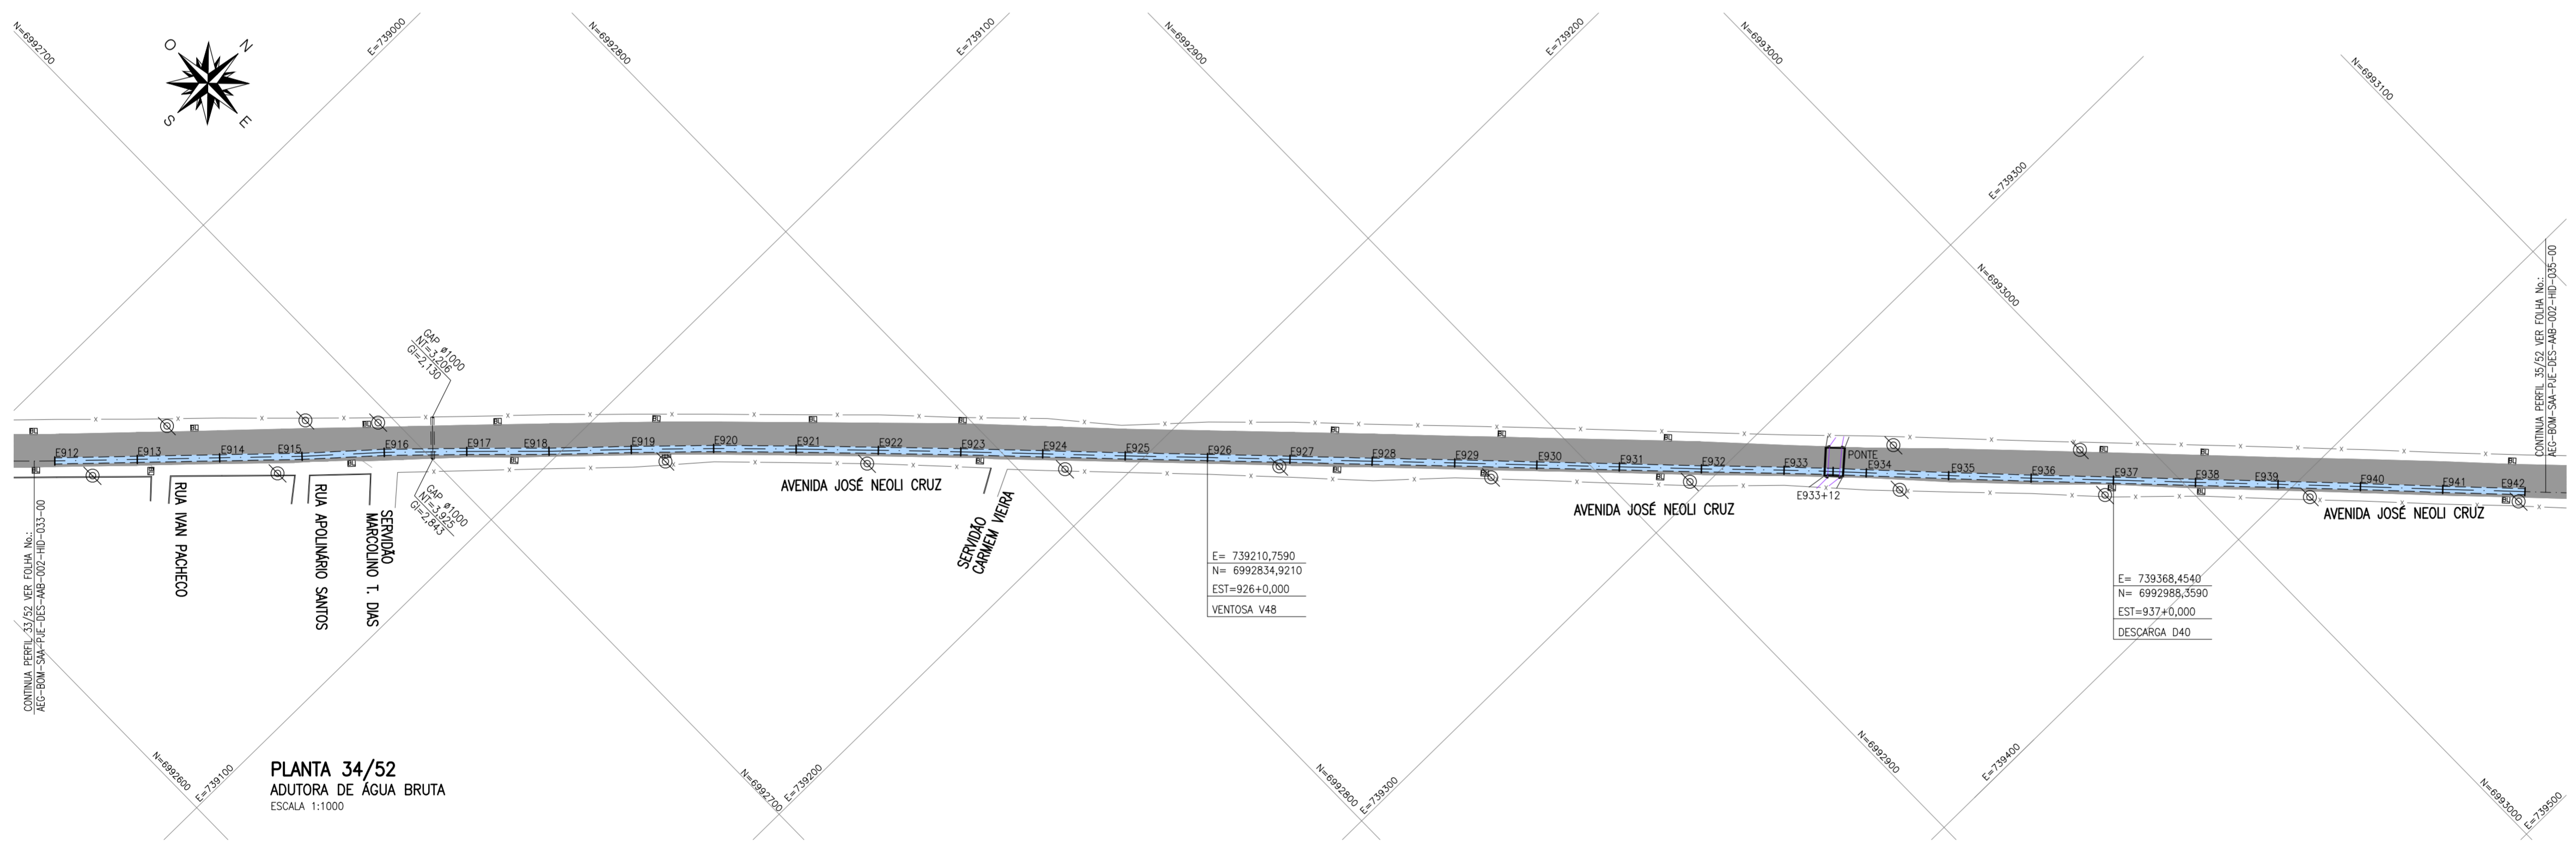 N=6992700
E=739000
N=6992800
E=739100
N=6992900
E=739200
N=6993000
N=6993100
O
N
S
E
E=739300
N=6993000
GAP ø1000
NT=3,206
GI=2,130
CONTINUA PERFIL 35/52 VER FOLHA No.:
AEG-BOM-SAA-PJE-DES-AAB-002-HID-035-00
E912
E913
E914
E915
E916
E917
E918
E919
E920
E921
E922
E923
E924
E925
E926
E927
E928
E929
E930
E931
E932
E933
PONTE
E934
E935
E936
E937
E938
E939
E940
E941
E942
E933+12
AVENIDA JOSÉ NEOLI CRUZ
AVENIDA JOSÉ NEOLI CRUZ
AVENIDA JOSÉ NEOLI CRUZ
RUA IVAN PACHECO
RUA APOLINÁRIO SANTOS
SERVIDÃO
MARCOLINO T. DIAS
GAP ø1000
NT=3,925
GI=2,843
SERVIDÃO
CARMEM VIEIRA
CONTINUA PERFIL 33/52 VER FOLHA No.:
AEG-BOM-SAA-PJE-DES-AAB-002-HID-033-00
E= 739210,7590
N= 6992834,9210
EST=926+0,000
VENTOSA V48
E= 739368,4540
N= 6992988,3590
EST=937+0,000
DESCARGA D40
N=6992600
E=739100
N=6992700
E=739200
N=6992800
E=739300
N=6992900
E=739400
N=6993000
E=739500
PLANTA 34/52
ADUTORA DE ÁGUA BRUTA
ESCALA 1:1000